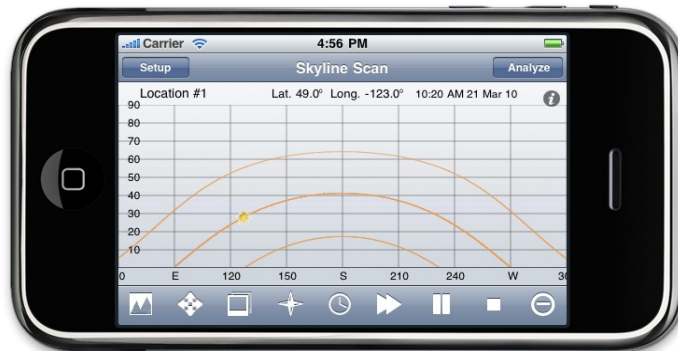 Carrier 4:56 PM
Setup Skyline Scan Analyze
Location #1 Lat. 49.0° Long. -123.0° 10:20 AM 21 Mar 10
i
90
80
70
60
50
40
30
20
10
0 E 120 150 S 210 240 W 30